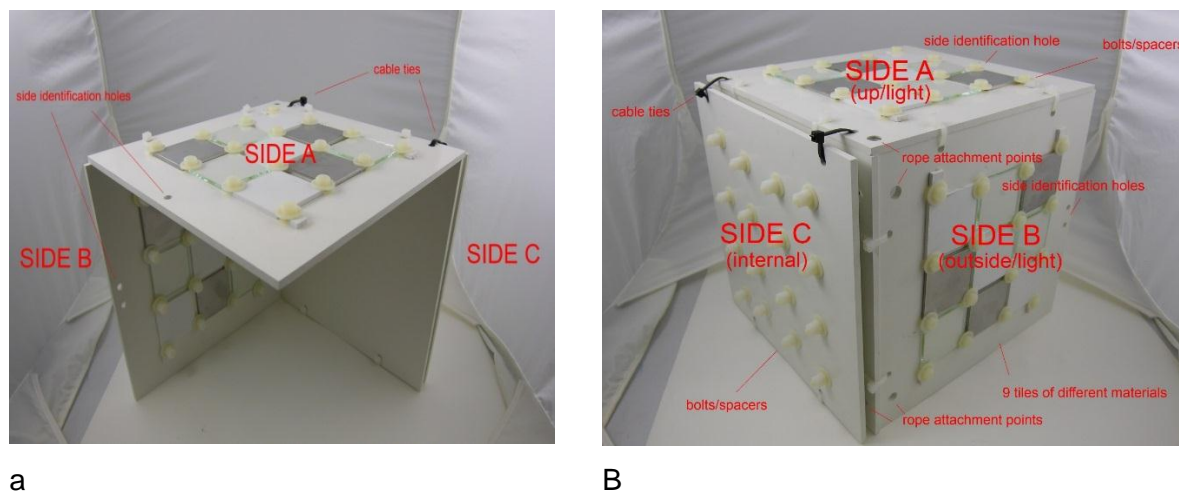 cable ties
side identification holes
SIDE A
SIDE B
SIDE C
a
side identification hole
bolts/spacers
SIDE A
(up/light)
cable ties
rope attachment points
side identification holes
SIDE C
(internal)
SIDE B
(outside/light)
9 tiles of different materials
bolts/spacers
rope attachment points
B